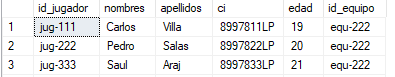 id_jugador nombres apellidos ci edad id_equipo
1 jug-111 Carlos Villa 8997811LP 19 equ-222
2 jug-222 Pedro Salas 8997822LP 20 equ-222
3 jug-333 Saul Araj 8997833LP 21 equ-222